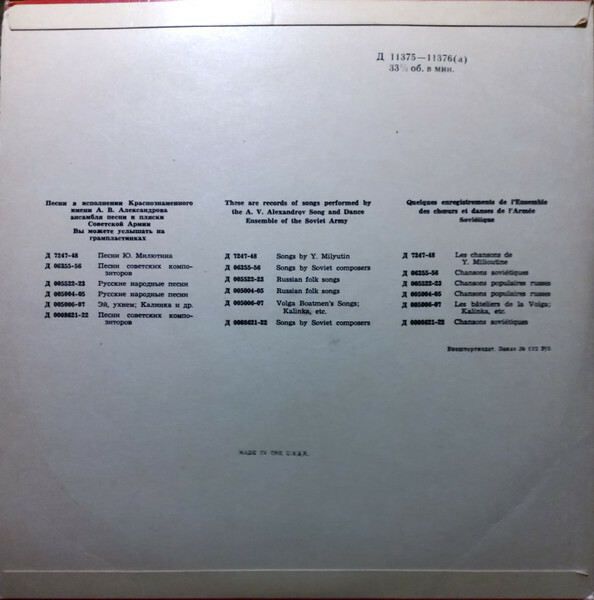 Д 11375—11376(а)
33⅓ об. в мин.
Песни в исполнении Краснознаменного
имени А. В. Александрова
ансамбля песни и пляски
Советской Армии
Вы можете услышать на
грампластинках
Д 7247-48 Песни Ю. Милютина
Д 06355-56 Песни советских компо-
зиторов
Д 005522-23 Русские народные песни
Д 005004-05 Русские народные песни
Д 005006-07 Эй, ухнем; Калинка и др.
Д 0008621-22 Песни советских компо-
зиторов
These are records of songs performed by
the A. V. Alexandrov Song and Dance
Ensemble of the Soviet Army
Д 7247-48 Songs by Y. Milyutin
Д 06355-56 Songs by Soviet composers
Д 005522-23 Russian folk songs
Д 005004-05 Russian folk songs
Д 005006-07 Volga Boatmen's Songs;
Kalinka, etc.
Д 0008621-22 Songs by Soviet composers
Quelques enregistrements de l'Ensemble
des chœurs et danses de l'Armée
Soviétique
Д 7247-48 Les chansons de
Y. Milioutine
Д 06355-56 Chansons soviétiques
Д 005522-23 Chansons populaires russes
Д 005004-05 Chansons populaires russes
Д 005006-07 Les bâteliers de la Volga;
Kalinka, etc.
Д 0008621-22 Chansons soviétiques
Внешторгиздат. Заказ №
MADE IN THE U.S.S.R.